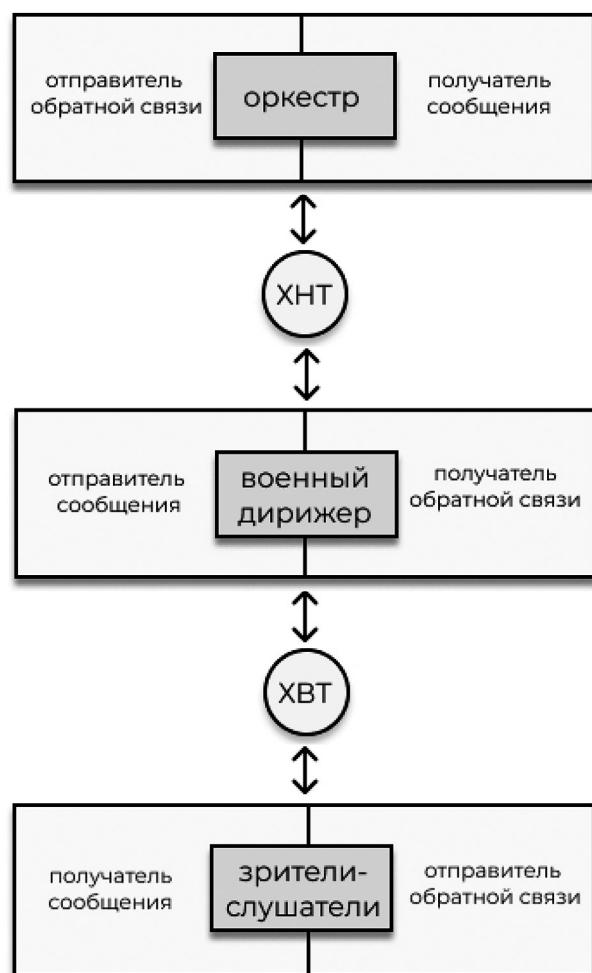 отправитель
обратной связи
оркестр
получатель
сообщения
ХНТ
отправитель
сообщения
военный
дирижер
получатель
обратной связи
ХВТ
получатель
сообщения
зрители-
слушатели
отправитель
обратной связи